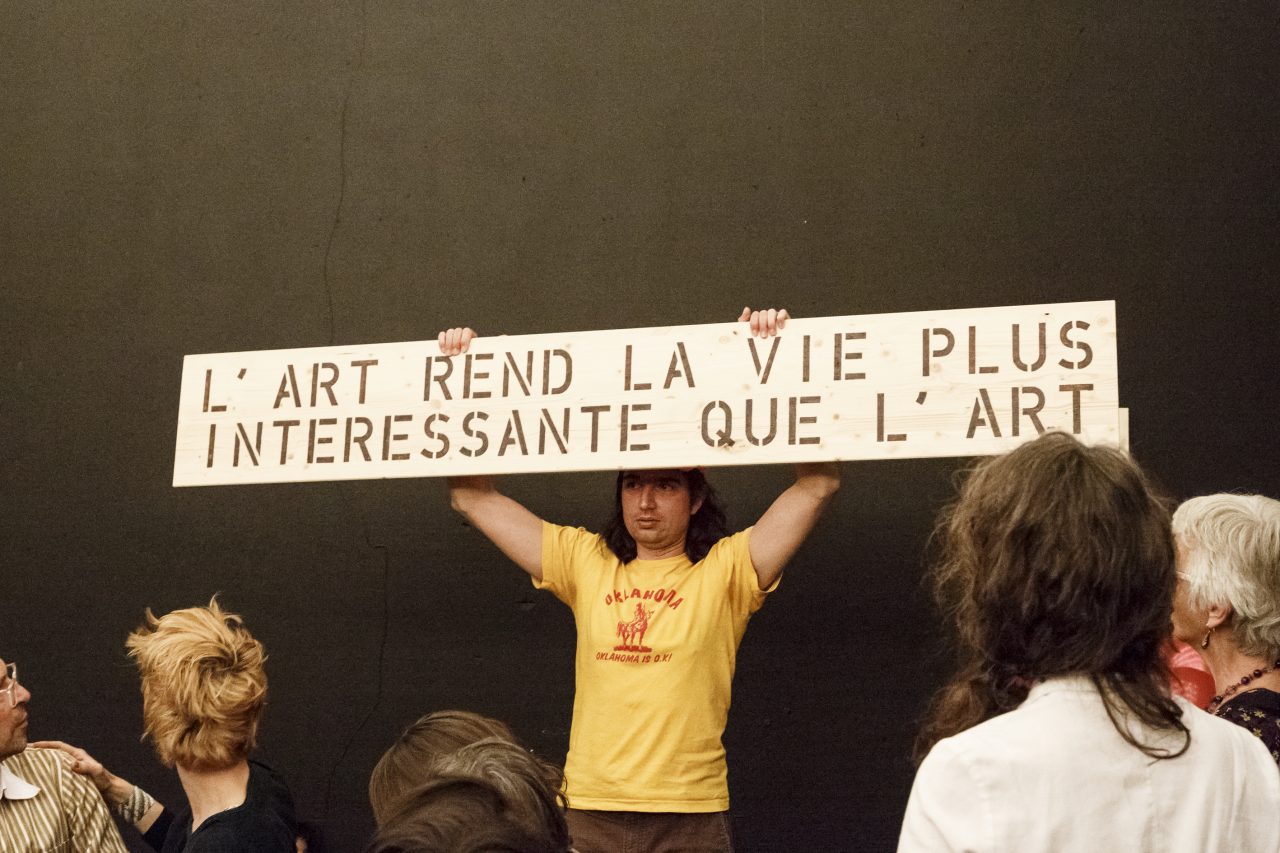 L' ART REND LA VIE PLUS
INTERESSANTE QUE L' ART
OKLAHOMA
OKLAHOMA IS O.K!